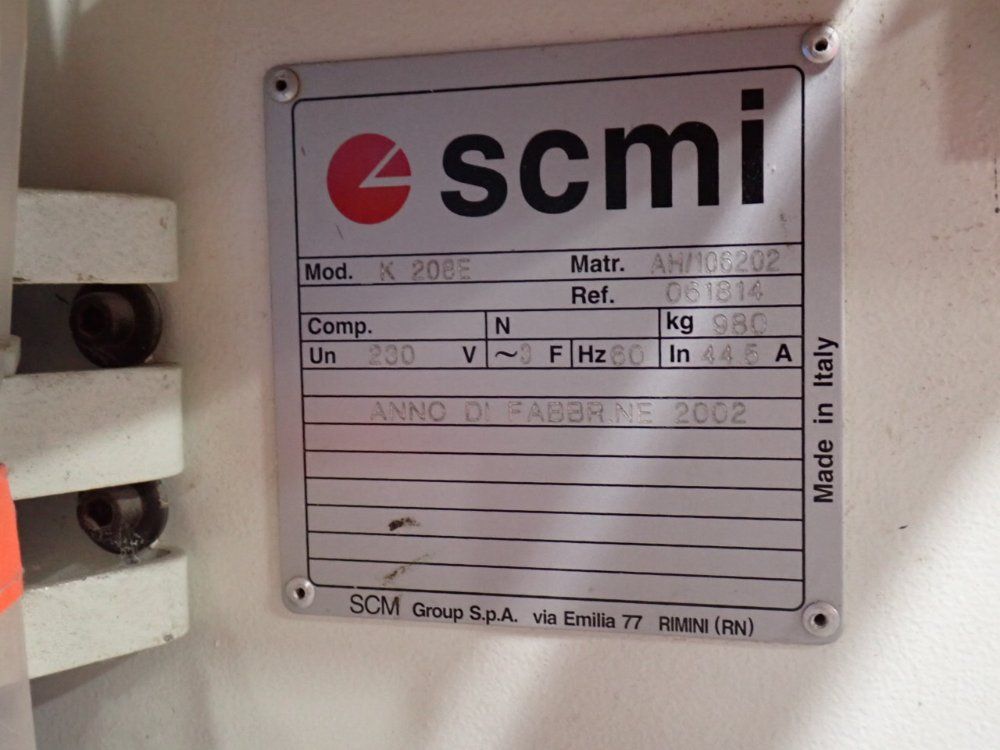 scmi
Mod. K 208E Matr. AH/106202
Ref. 061814
Comp. N kg 980
Un 230 V ~3 F Hz 60 In 44.5 A
ANNO DI FABBR.NE 2002
Made in Italy
SCM Group S.p.A. via Emilia 77 RIMINI (RN)